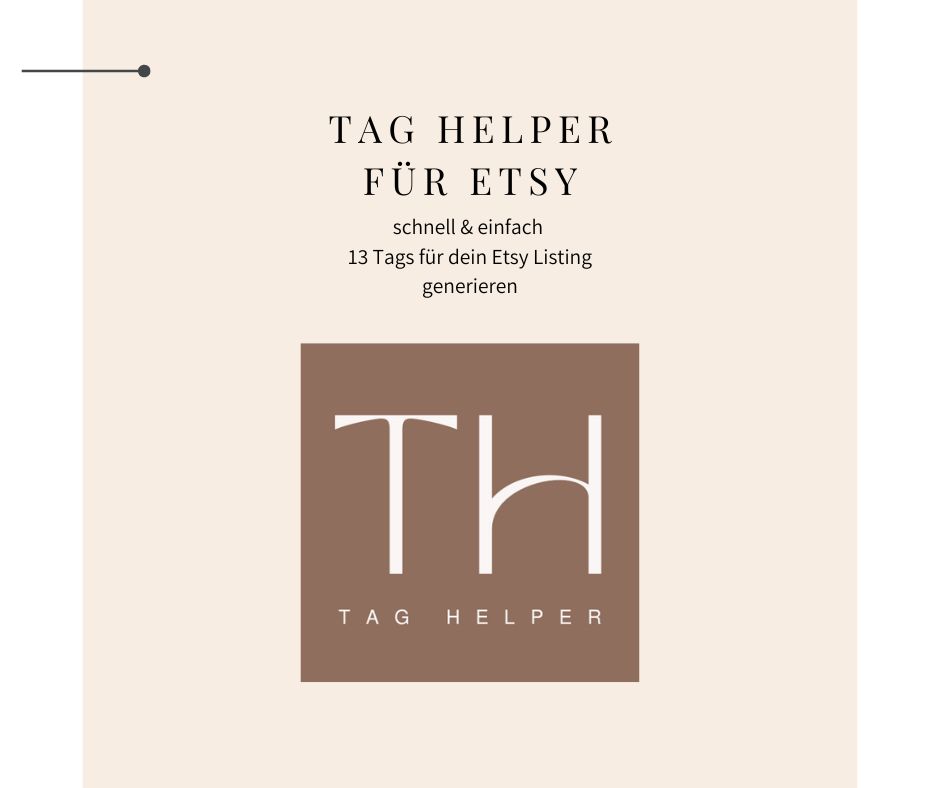 TAG HELPER
FÜR ETSY
schnell & einfach
13 Tags für dein Etsy Listing
generieren
TH
TAG HELPER